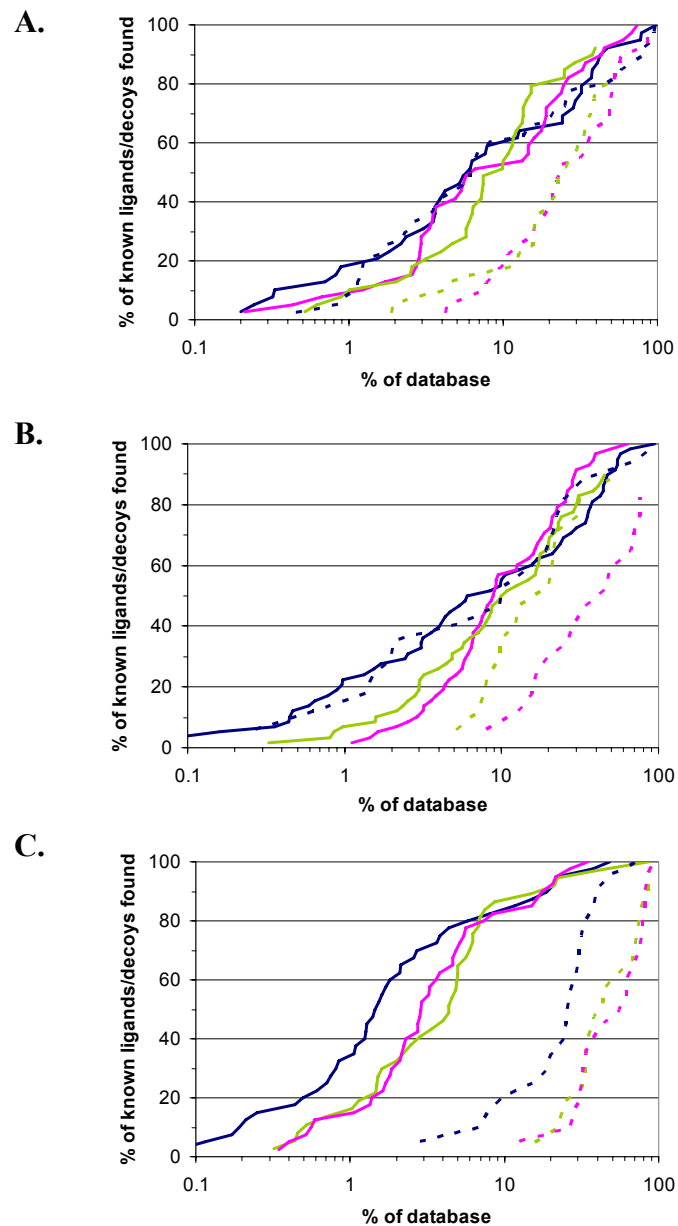 A.
% of known ligands/decoys found
100
80
60
40
20
0
0.1 1 10 100
% of database
B.
% of known ligands/decoys found
100
80
60
40
20
0
0.1 1 10 100
% of database
C.
% of known ligands/decoys found
100
80
60
40
20
0
0.1 1 10 100
% of database